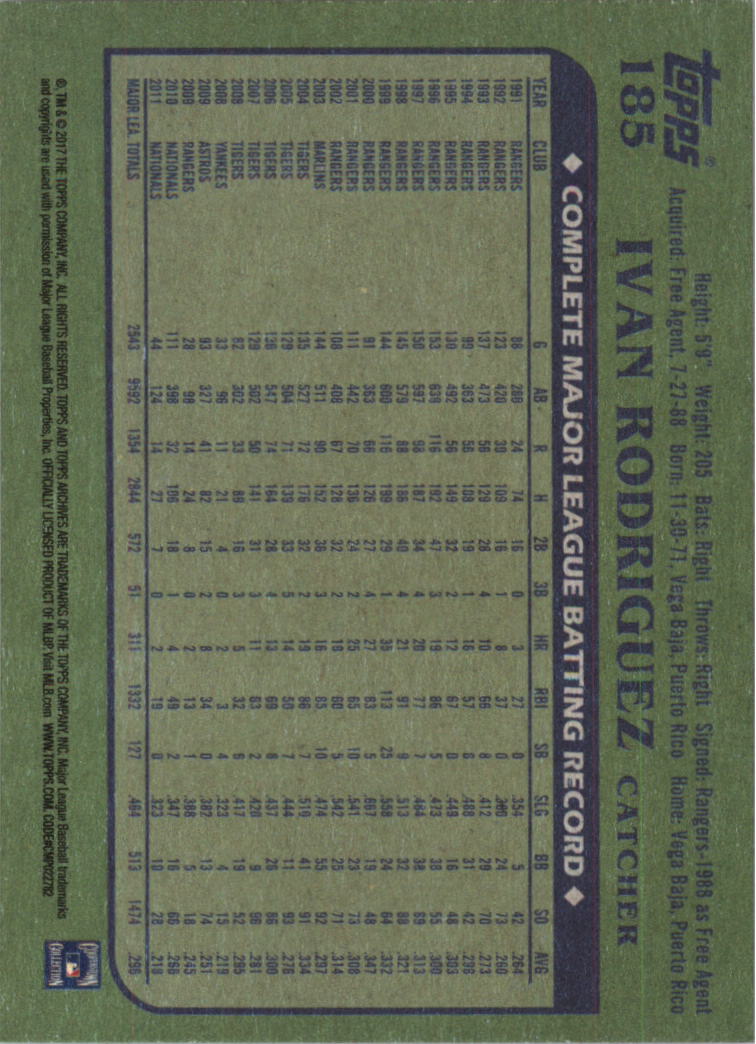 Topps®
185
Height: 5'9" Weight: 205 Bats: Right Throws: Right Signed: Rangers-1988 as Free Agent
Acquired: Free Agent, 7-27-88 Born: 11-30-71, Vega Baja, Puerto Rico Home: Vega Baja, Puerto Rico
IVAN RODRIGUEZ CATCHER
◆ COMPLETE MAJOR LEAGUE BATTING RECORD ◆
YEAR CLUB G AB R H 2B 3B HR RBI SB SLG BB SO AVG
1991 RANGERS 88 280 24 74 16 0 3 27 0 .354 5 42 .264
1992 RANGERS 123 420 39 109 16 1 8 37 0 .360 24 73 .260
1993 RANGERS 137 473 56 129 28 4 10 66 8 .412 29 70 .273
1994 RANGERS 99 363 56 108 19 1 16 57 6 .488 31 42 .298
1995 RANGERS 130 492 56 149 32 2 12 67 0 .449 16 48 .303
1996 RANGERS 153 639 116 192 47 3 19 86 5 .473 38 55 .300
1997 RANGERS 150 597 98 187 34 4 20 77 7 .484 38 89 .313
1998 RANGERS 145 579 88 186 40 4 21 91 9 .513 32 88 .321
1999 RANGERS 144 600 116 199 29 1 35 113 25 .558 24 64 .332
2000 RANGERS 91 363 66 126 27 4 27 83 5 .667 19 48 .347
2001 RANGERS 111 442 70 136 24 2 25 65 10 .541 23 73 .308
2002 RANGERS 108 408 67 128 32 2 19 60 5 .542 25 71 .314
2003 MARLINS 144 511 90 152 36 3 16 85 10 .474 55 92 .297
2004 TIGERS 135 527 72 176 32 2 19 86 7 .510 41 91 .334
2005 TIGERS 129 504 71 139 33 5 14 50 7 .444 11 93 .276
2006 TIGERS 136 547 74 164 28 4 13 69 8 .437 26 86 .300
2007 TIGERS 129 502 50 141 31 3 11 63 2 .420 9 96 .281
2008 TIGERS 82 302 33 89 16 3 5 32 6 .417 19 52 .295
2008 YANKEES 33 96 11 21 4 0 2 3 4 .323 4 15 .219
2009 ASTROS 93 327 41 82 15 2 8 34 0 .382 13 74 .251
2009 RANGERS 28 98 14 24 8 0 2 13 1 .388 5 18 .245
2010 NATIONALS 111 398 32 106 18 1 4 49 2 .347 16 66 .266
2011 NATIONALS 44 124 14 27 7 0 2 19 0 .323 10 28 .218
MAJOR LEA. TOTALS 2543 9592 1354 2844 572 51 311 1332 127 .464 513 1474 .296
®, TM & © 2017 THE TOPPS COMPANY, INC. ALL RIGHTS RESERVED. TOPPS AND TOPPS ARCHIVES ARE TRADEMARKS OF THE TOPPS COMPANY, INC. Major League Baseball trademarks
and copyrights are used with permission of Major League Baseball Properties, Inc. OFFICIALLY LICENSED PRODUCT OF MLBP. Visit MLB.com WWW.TOPPS.COM. CODE#CMP022762
COOPERSTOWN
COLLECTION